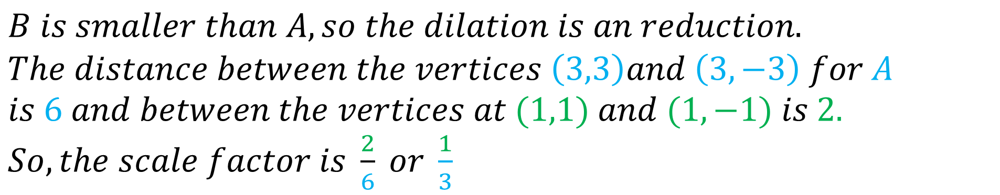 B is smaller than A, so the dilation is an reduction.
The distance between the vertices (3,3)and (3, −3) for A
is 6 and between the vertices at (1,1) and (1, −1) is 2.
So, the scale factor is 2/6 or 1/3